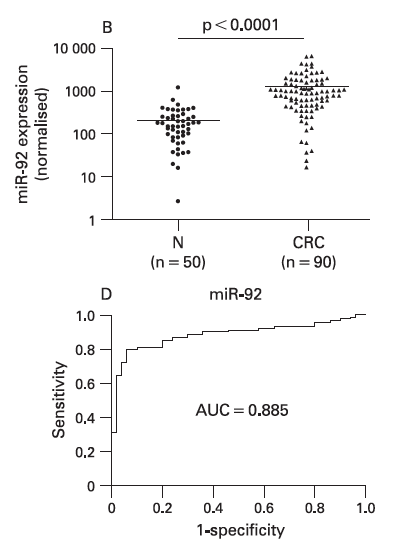 B
p<0.0001
10 000
1000
100
10
1
miR-92 expression
(normalised)
N
(n = 50)
CRC
(n = 90)
D
miR-92
1.0
0.8
0.6
0.4
0.2
0
Sensitivity
AUC = 0.885
0 0.2 0.4 0.6 0.8 1.0
1-specificity